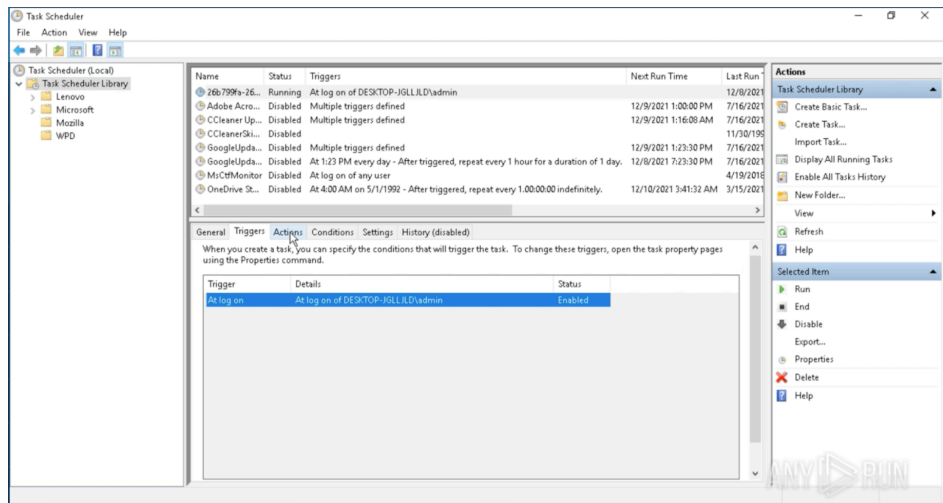 Task Scheduler
File Action View Help
Task Scheduler (Local)
Task Scheduler Library
Lenovo
Microsoft
Mozilla
WPD
Name Status Triggers Next Run Time Last Run T
26b799fa-26... Running At log on of DESKTOP-JGLLJLD\admin 12/8/2021
Adobe Acro... Disabled Multiple triggers defined 12/9/2021 1:00:00 PM 7/16/2021
CCleaner Up... Disabled Multiple triggers defined 12/9/2021 1:16:08 AM 7/16/2021
CCleanerSki... Disabled 11/30/199
GoogleUpda... Disabled Multiple triggers defined 12/9/2021 1:23:30 PM 7/16/2021
GoogleUpda... Disabled At 1:23 PM every day - After triggered, repeat every 1 hour for a duration of 1 day. 12/8/2021 7:23:30 PM 7/16/2021
MsCtfMonitor Disabled At log on of any user 4/19/2018
OneDrive St... Disabled At 4:00 AM on 5/1/1992 - After triggered, repeat every 1.00:00:00 indefinitely. 12/10/2021 3:41:32 AM 3/15/2021
General Triggers Actions Conditions Settings History (disabled)
When you create a task, you can specify the conditions that will trigger the task. To change these triggers, open the task property pages
using the Properties command.
Trigger Details Status
At log on At log on of DESKTOP-JGLLJLD\admin Enabled
Actions
Task Scheduler Library
Create Basic Task...
Create Task...
Import Task...
Display All Running Tasks
Enable All Tasks History
New Folder...
View
Refresh
Help
Selected Item
Run
End
Disable
Export...
Properties
Delete
Help
ANY RUN